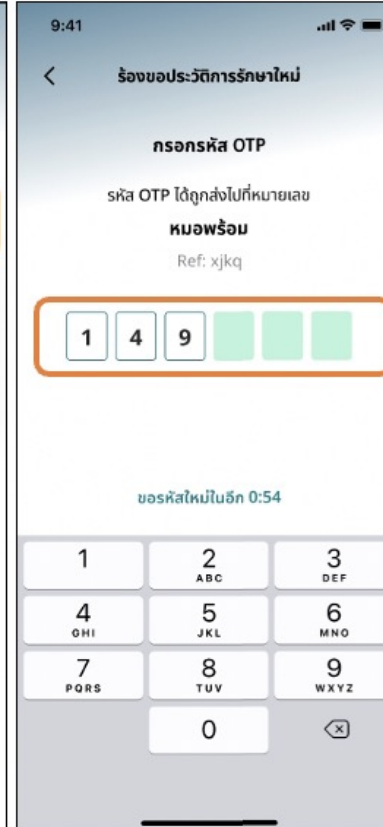 9:41
ร้องขอประวัติการรักษาใหม่
กรอกรหัส OTP
รหัส OTP ได้ถูกส่งไปที่หมายเลข
หมอพร้อม
Ref: xjkq
1 4 9
ขอรหัสใหม่ในอีก 0:54
1 2 3
ABC DEF
4 5 6
GHI JKL MNO
7 8 9
PQRS TUV WXYZ
0